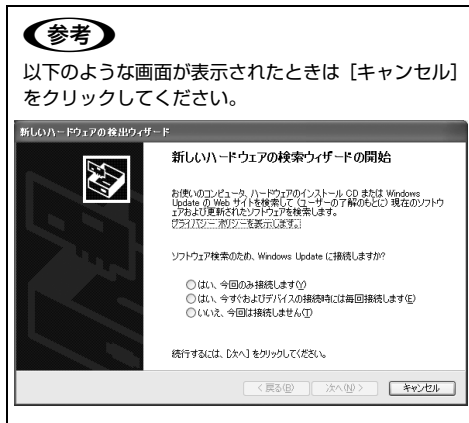 参考
以下のような画面が表示されたときは［キャンセル］
をクリックしてください。
新しいハードウェアの検出ウィザード
新しいハードウェアの検索ウィザードの開始
お使いのコンピュータ、ハードウェアのインストール CD または Windows
Update の Web サイトを検索して (ユーザーの了解のもとに) 現在のソフトウ
ェアおよび更新されたソフトウェアを検索します。
プライバシー ポリシーを表示します。
ソフトウェア検索のため、Windows Update に接続しますか?
はい、今回のみ接続します(Y)
はい、今すぐおよびデバイスの接続時には毎回接続します(E)
いいえ、今回は接続しません(T)
続行するには、[次へ] をクリックしてください。
< 戻る(B) 次へ(N) > キャンセル